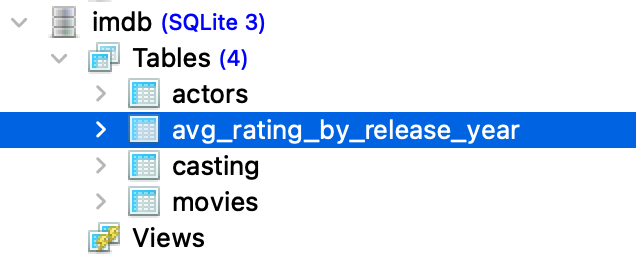 imdb (SQLite 3)
Tables (4)
actors
avg_rating_by_release_year
casting
movies
Views